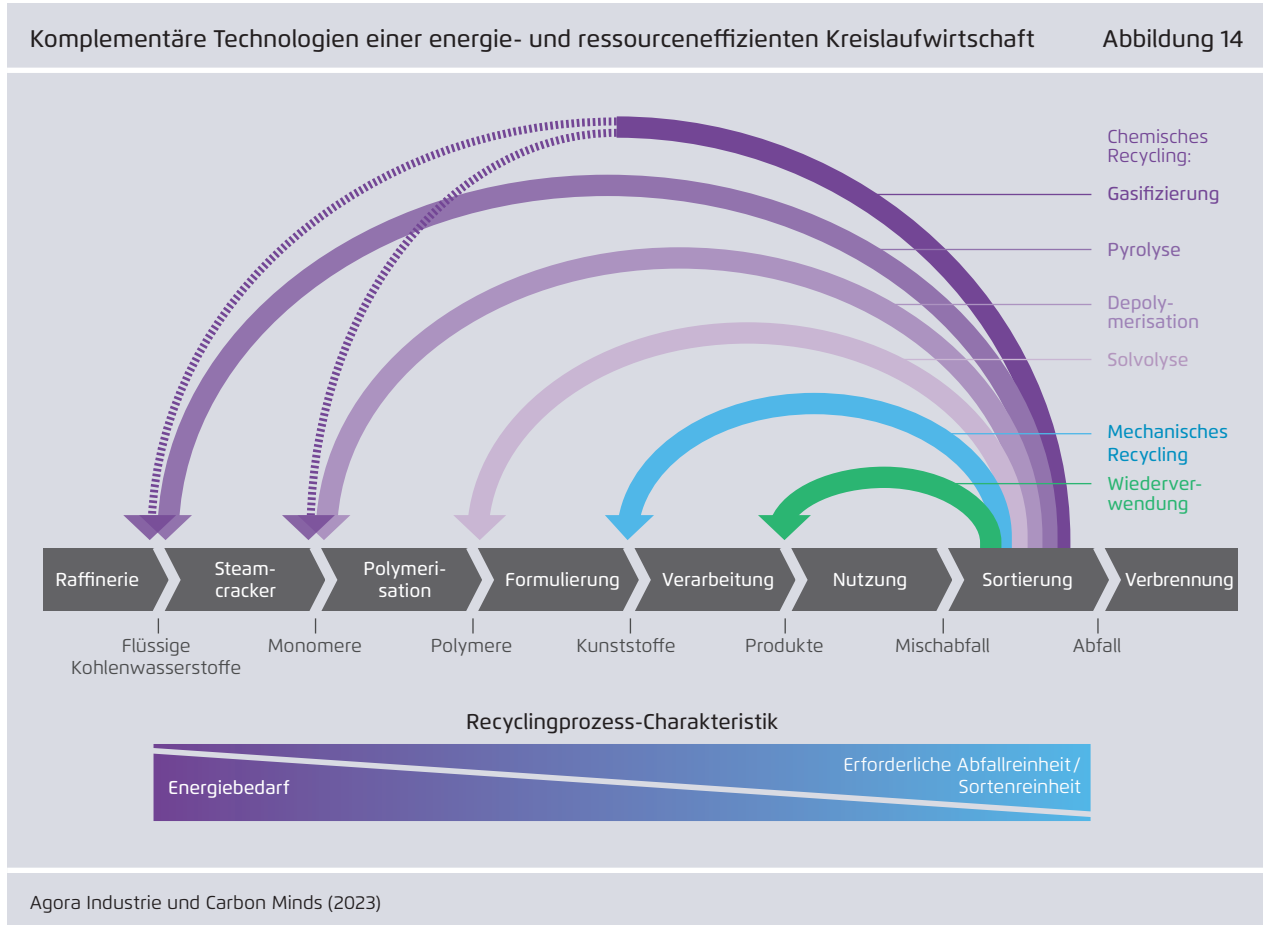 Komplementäre Technologien einer energie- und ressourceneffizienten Kreislaufwirtschaft Abbildung 14
Chemisches
Recycling:
Gasifizierung
Pyrolyse
Depoly-
merisation
Solvolyse
Mechanisches
Recycling
Wiederver-
wendung
Raffinerie
Steam-
cracker
Polymeri-
sation
Formulierung
Verarbeitung
Nutzung
Sortierung
Verbrennung
Flüssige
Kohlenwasserstoffe
Monomere
Polymere
Kunststoffe
Produkte
Mischabfall
Abfall
Recyclingprozess-Charakteristik
Energiebedarf
Erforderliche Abfallreinheit/
Sortenreinheit
Agora Industrie und Carbon Minds (2023)